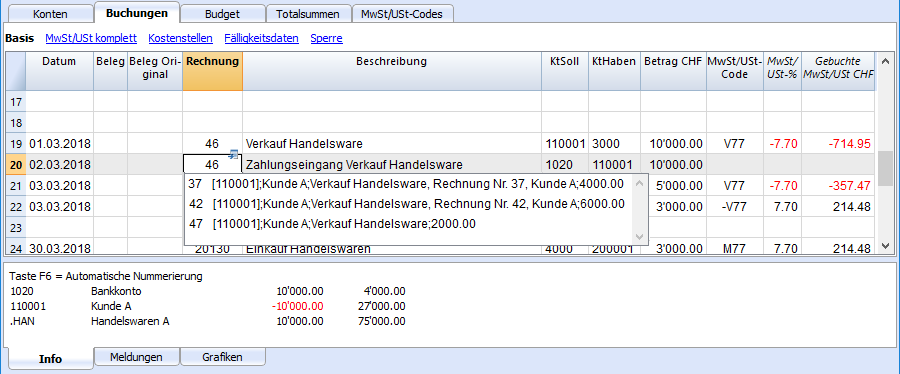 Konten Buchungen Budget Totalsummen MwSt/USt-Codes
Basis MwSt/USt komplett Kostenstellen Fälligkeitsdaten Sperre
Datum Beleg Beleg Ori- Rechnung Beschreibung KtSoll KtHaben Betrag CHF MwSt/USt- MwSt/ Gebuchte
ginal Code USt-% MwSt/USt CHF
17
18
19 01.03.2018 46 Verkauf Handelsware 110001 3000 10'000.00 V77 -7.70 -714.95
20 02.03.2018 46 Zahlungseingang Verkauf Handelsware 1020 110001 10'000.00
21 03.03.2018 37 [110001];Kunde A;Verkauf Handelsware, Rechnung Nr. 37, Kunde A;4000.00 5'000.00 V77 -7.70 -357.47
22 03.03.2018 42 [110001];Kunde A;Verkauf Handelsware, Rechnung Nr. 42, Kunde A;6000.00 3'000.00 -V77 7.70 214.48
23 47 [110001];Kunde A;Verkauf Handelsware;2000.00
24 30.03.2018 20130 Einkauf Handelswaren 4000 200001 3'000.00 M77 7.70 214.48
Taste F6 = Automatische Nummerierung
1020 Bankkonto 10'000.00 4'000.00
110001 Kunde A -10'000.00 27'000.00
.HAN Handelswaren A 10'000.00 75'000.00
Info Meldungen Grafiken